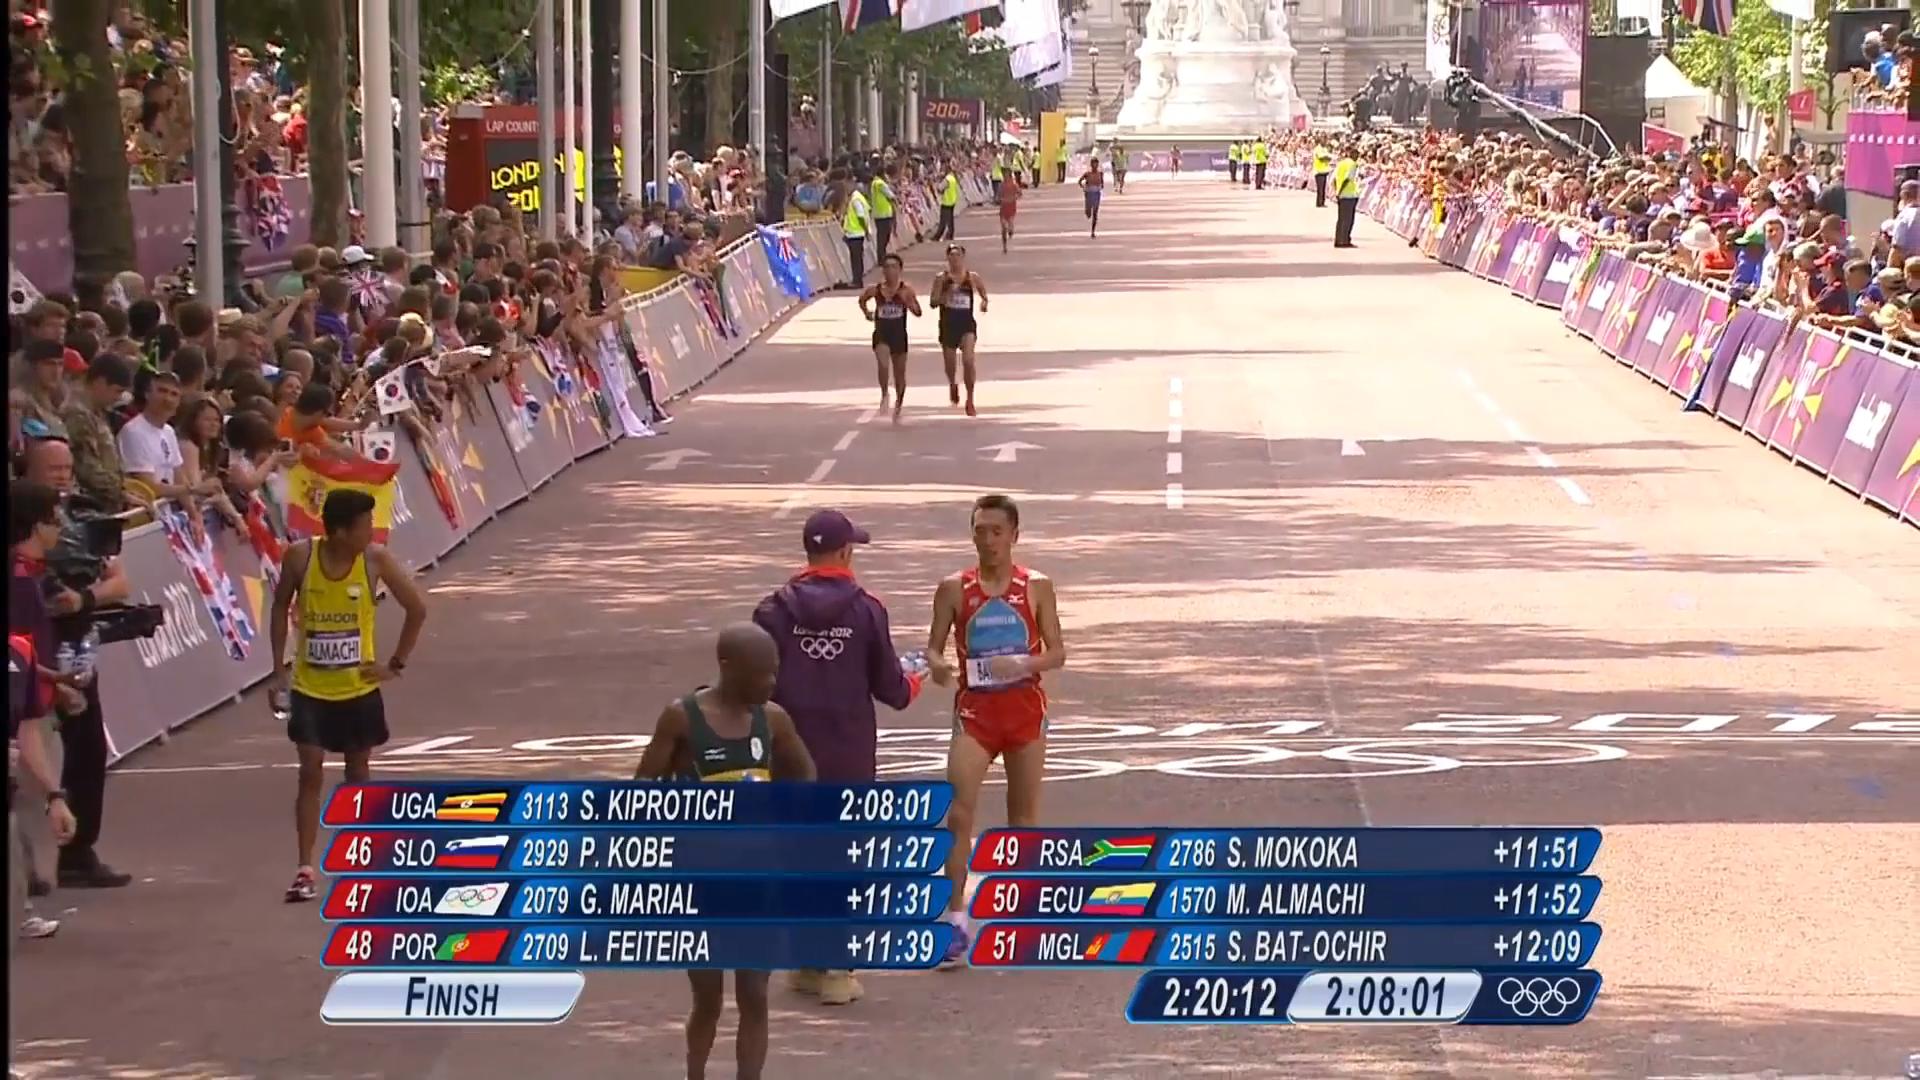 200m
LAP COUNT
LONDON
ECUADOR
ALMACHI
London 2012
London 2012
LONDON 2012
1 UGA 3113 S. KIPROTICH 2:08:01
46 SLO 2929 P. KOBE +11:27
47 IOA 2079 G. MARIAL +11:31
48 POR 2709 L. FEITEIRA +11:39
49 RSA 2786 S. MOKOKA +11:51
50 ECU 1570 M. ALMACHI +11:52
51 MGL 2515 S. BAT-OCHIR +12:09
FINISH
2:20:12 2:08:01